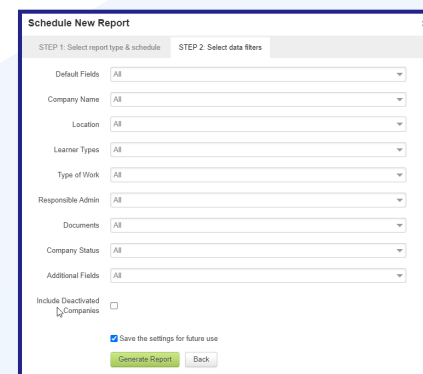 Schedule New Report
STEP 1: Select report type & schedule STEP 2: Select data filters
Default Fields All
Company Name All
Location All
Learner Types All
Type of Work All
Responsible Admin All
Documents All
Company Status All
Additional Fields All
Include Deactivated
Companies
Save the settings for future use
Generate Report Back